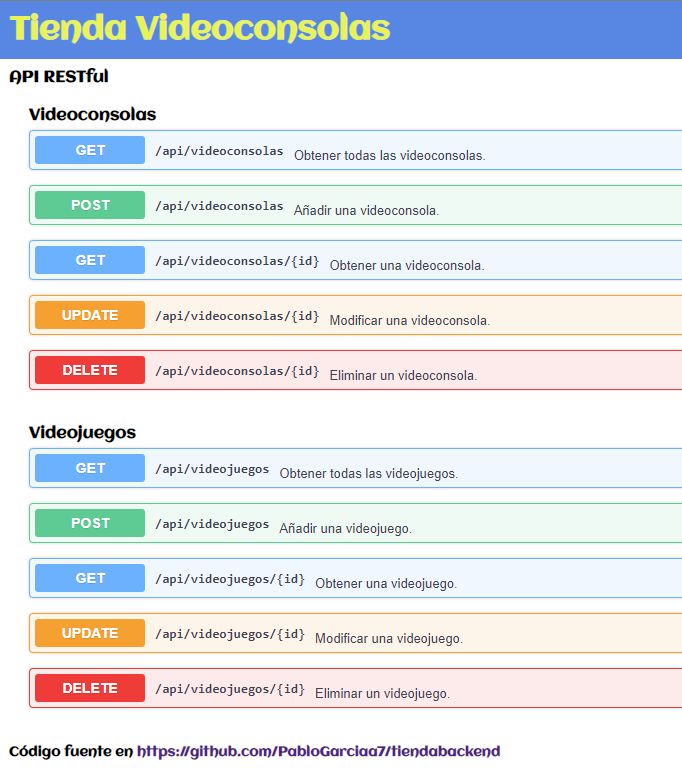 Tienda Videoconsolas
API RESTful
Videoconsolas
GET /api/videoconsolas Obtener todas las videoconsolas.
POST /api/videoconsolas Añadir una videoconsola.
GET /api/videoconsolas/{id} Obtener una videoconsola.
UPDATE /api/videoconsolas/{id} Modificar una videoconsola.
DELETE /api/videoconsolas/{id} Eliminar un videoconsola.
Videojuegos
GET /api/videojuegos Obtener todas las videojuegos.
POST /api/videojuegos Añadir una videojuego.
GET /api/videojuegos/{id} Obtener una videojuego.
UPDATE /api/videojuegos/{id} Modificar una videojuego.
DELETE /api/videojuegos/{id} Eliminar un videojuego.
Código fuente en https://github.com/PabloGarciaa7/tiendabackend